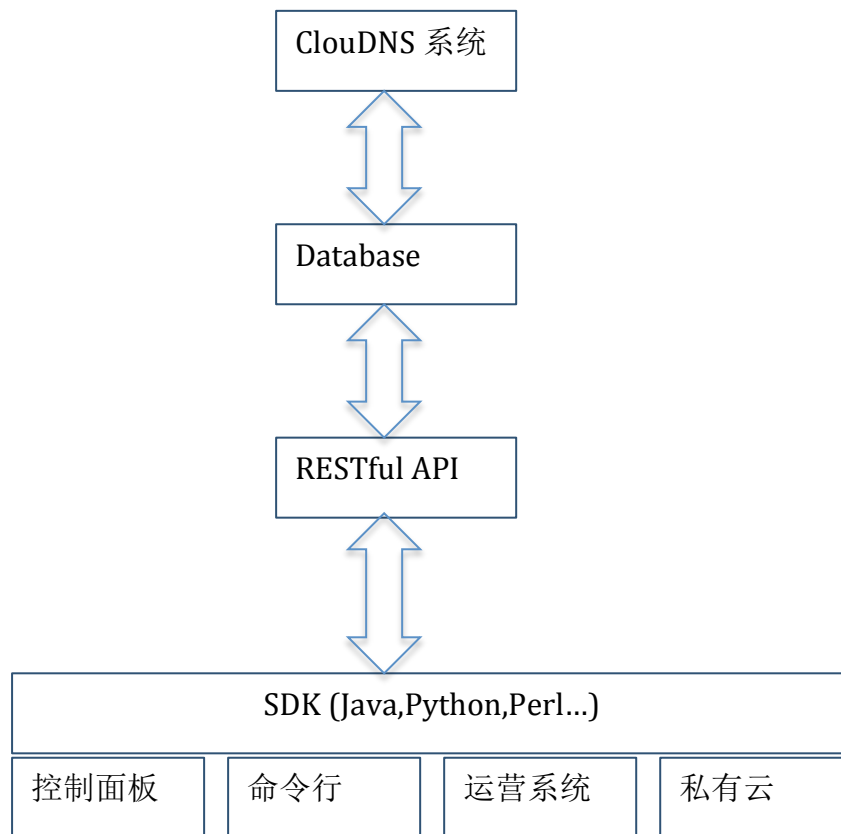 ClouDNS 系统
Database
RESTful API
SDK (Java,Python,Perl…)
控制面板
命令行
运营系统
私有云